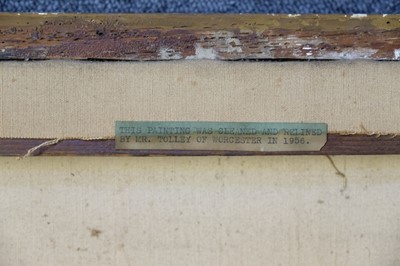 THIS PAINTING WAS CLEANED AND RELINED
BY MR. TOLLEY OF WORCESTER IN 1956.